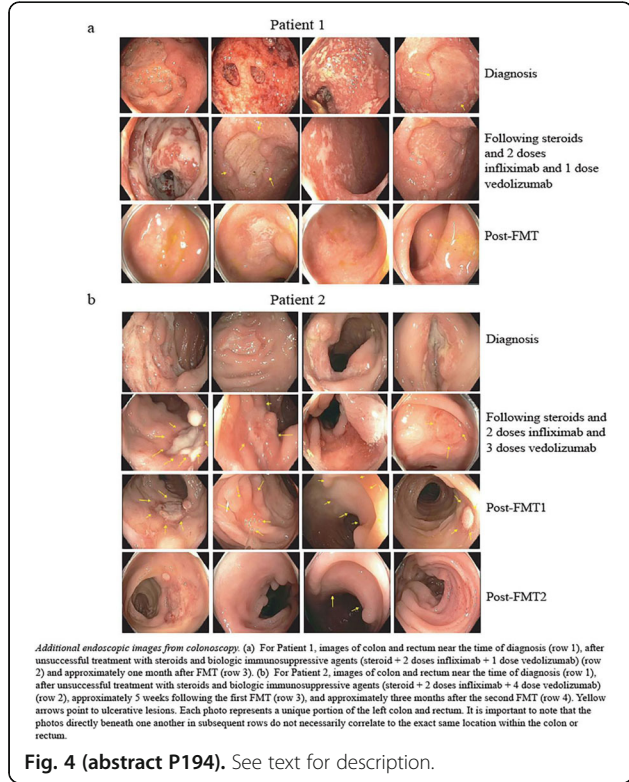 a
Patient 1
Diagnosis
Following steroids
and 2 doses
infliximab and 1 dose
vedolizumab
Post-FMT
b
Patient 2
Diagnosis
Following steroids and
2 doses infliximab and
3 doses vedolizumab
Post-FMT1
Post-FMT2
Additional endoscopic images from colonoscopy. (a) For Patient 1, images of colon and rectum near the time of diagnosis (row 1), after
unsuccessful treatment with steroids and biologic immunosuppressive agents (steroid + 2 doses infliximab + 1 dose vedolizumab) (row
2) and approximately one month after FMT (row 3). (b) For Patient 2, images of colon and rectum near the time of diagnosis (row 1),
after unsuccessful treatment with steroids and biologic immunosuppressive agents (steroid + 2 doses infliximab + 4 dose vedolizumab)
(row 2), approximately 5 weeks following the first FMT (row 3), and approximately three months after the second FMT (row 4). Yellow
arrows point to ulcerative lesions. Each photo represents a unique portion of the left colon and rectum. It is important to note that the
photos directly beneath one another in subsequent rows do not necessarily correlate to the exact same location within the colon or
rectum.
Fig. 4 (abstract P194). See text for description.